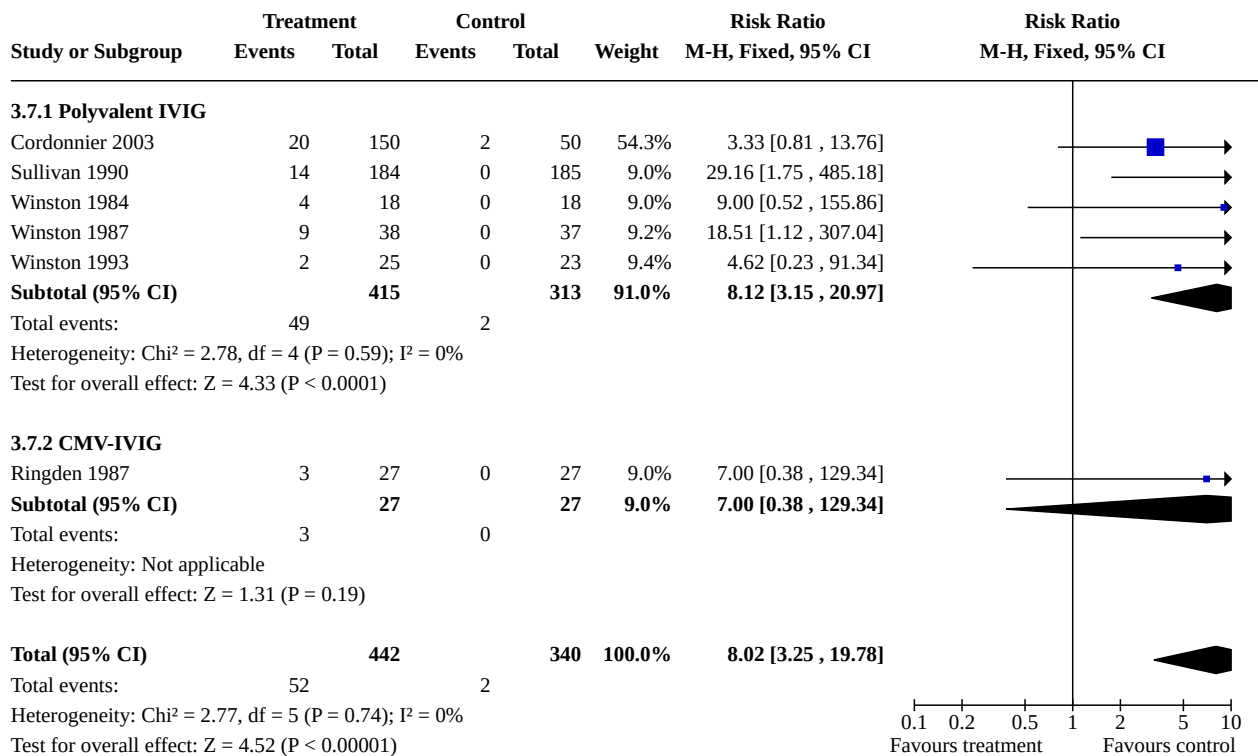 Treatment Control Risk Ratio Risk Ratio
Study or Subgroup Events Total Events Total Weight M-H, Fixed, 95% CI M-H, Fixed, 95% CI
3.7.1 Polyvalent IVIG
Cordonnier 2003 20 150 2 50 54.3% 3.33 [0.81 , 13.76]
Sullivan 1990 14 184 0 185 9.0% 29.16 [1.75 , 485.18]
Winston 1984 4 18 0 18 9.0% 9.00 [0.52 , 155.86]
Winston 1987 9 38 0 37 9.2% 18.51 [1.12 , 307.04]
Winston 1993 2 25 0 23 9.4% 4.62 [0.23 , 91.34]
Subtotal (95% CI) 415 313 91.0% 8.12 [3.15 , 20.97]
Total events: 49 2
Heterogeneity: Chi² = 2.78, df = 4 (P = 0.59); I² = 0%
Test for overall effect: Z = 4.33 (P < 0.0001)
3.7.2 CMV-IVIG
Ringden 1987 3 27 0 27 9.0% 7.00 [0.38 , 129.34]
Subtotal (95% CI) 27 27 9.0% 7.00 [0.38 , 129.34]
Total events: 3 0
Heterogeneity: Not applicable
Test for overall effect: Z = 1.31 (P = 0.19)
Total (95% CI) 442 340 100.0% 8.02 [3.25 , 19.78]
Total events: 52 2
Heterogeneity: Chi² = 2.77, df = 5 (P = 0.74); I² = 0%
0.1 0.2 0.5 1 2 5 10
Test for overall effect: Z = 4.52 (P < 0.00001) Favours treatment Favours control